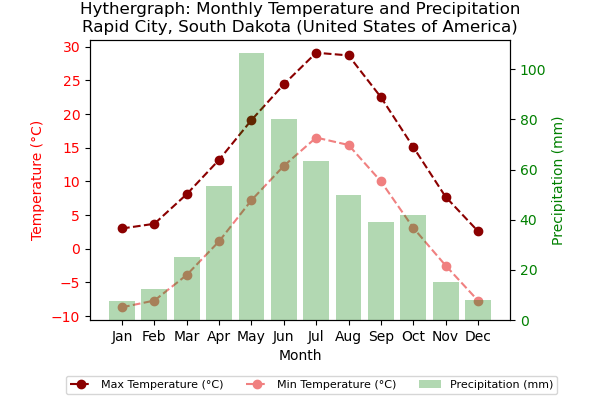 Hythergraph: Monthly Temperature and Precipitation
Rapid City, South Dakota (United States of America)
30
25
20
15
10
5
0
−5
−10
Temperature (°C)
100
80
60
40
20
0
Precipitation (mm)
Jan Feb Mar Apr May Jun Jul Aug Sep Oct Nov Dec
Month
Max Temperature (°C) Min Temperature (°C) Precipitation (mm)